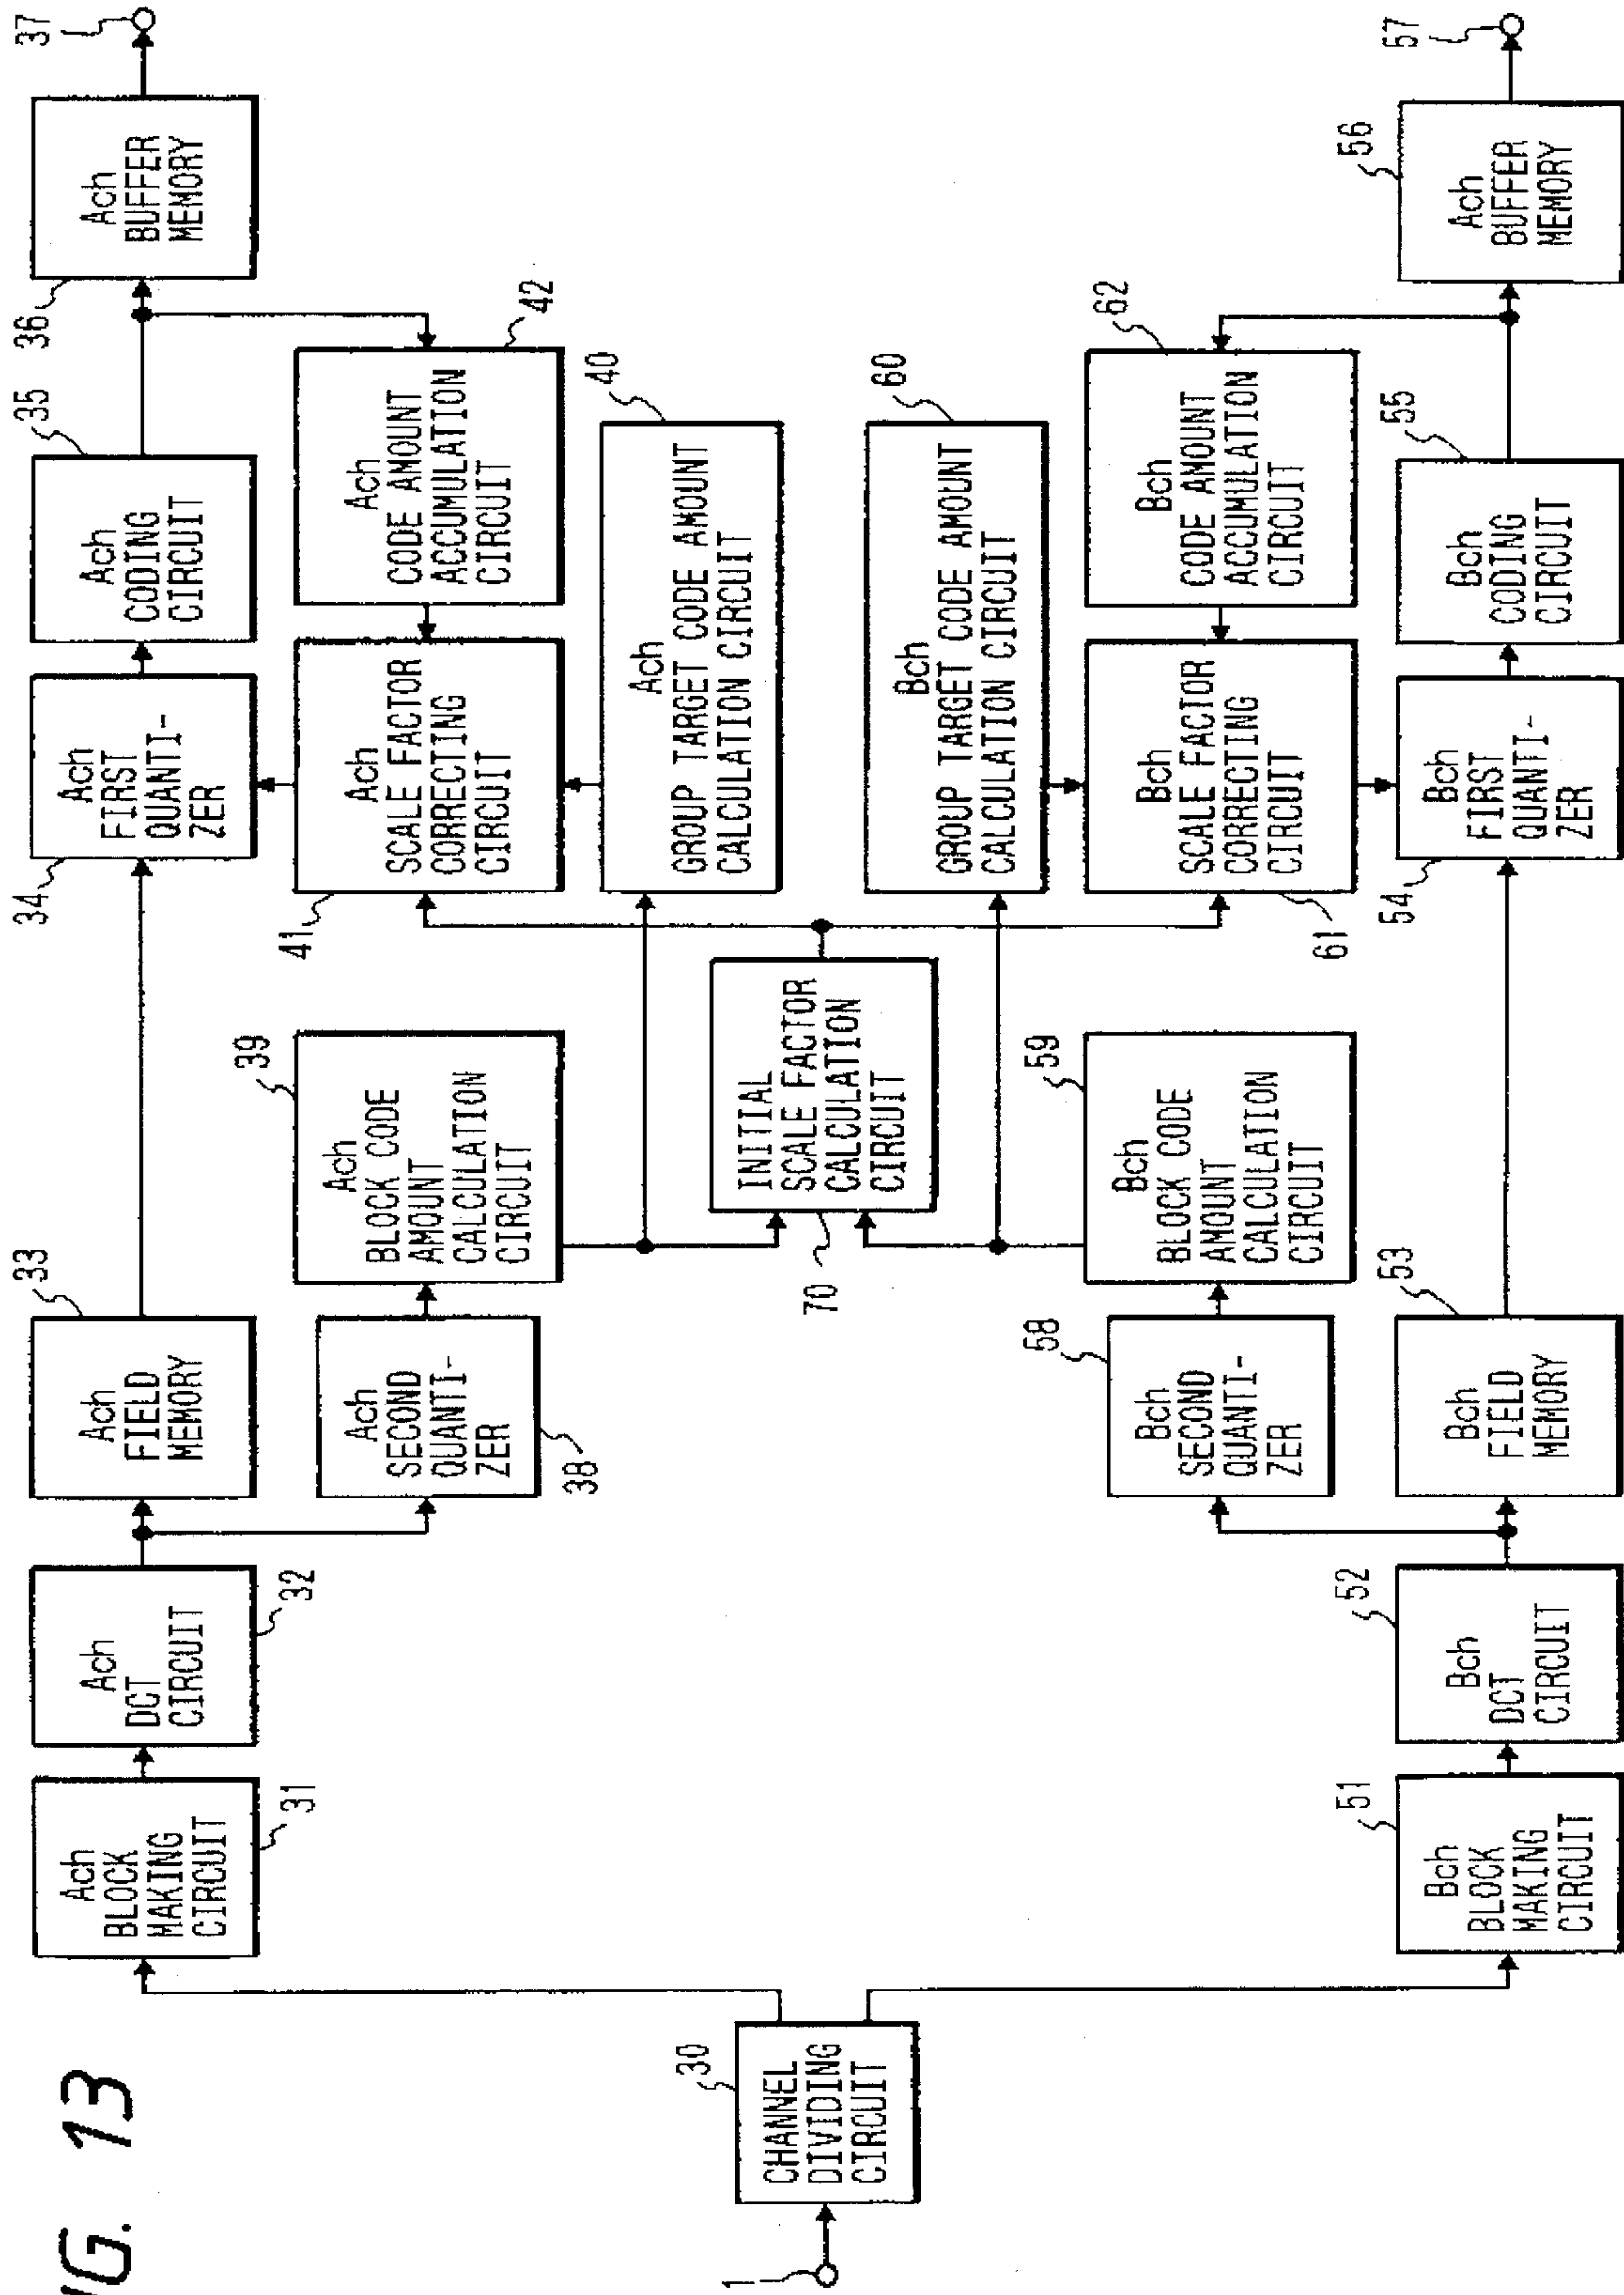 IG. 13
1
30
CHANNEL
DIVIDING
CIRCUIT
Ach
BLOCK
MAKING
CIRCUIT
31
Ach
DCT
CIRCUIT
32
Ach
FIELD
MEMORY
33
Ach
FIRST
QUANTI-
ZER
34
Ach
CODING
CIRCUIT
35
Ach
BUFFER
MEMORY
36
37
Ach
SECOND
QUANTI-
ZER
38
Ach
BLOCK CODE
AMOUNT
CALCULATION
CIRCUIT
39
Ach
SCALE FACTOR
CORRECTING
CIRCUIT
41
Ach
CODE AMOUNT
ACCUMULATION
CIRCUIT
42
Ach
GROUP TARGET CODE AMOUNT
CALCULATION CIRCUIT
40
INITIAL
SCALE FACTOR
CALCULATION
CIRCUIT
70
Bch
GROUP TARGET CODE AMOUNT
CALCULATION CIRCUIT
60
Bch
SECOND
QUANTI-
ZER
58
Bch
BLOCK CODE
AMOUNT
CALCULATION
CIRCUIT
59
Bch
SCALE FACTOR
CORRECTING
CIRCUIT
61
Bch
CODE AMOUNT
ACCUMULATION
CIRCUIT
62
Bch
BLOCK
MAKING
CIRCUIT
51
Bch
DCT
CIRCUIT
52
Bch
FIELD
MEMORY
53
Bch
FIRST
QUANTI-
ZER
54
Bch
CODING
CIRCUIT
55
Ach
BUFFER
MEMORY
56
57